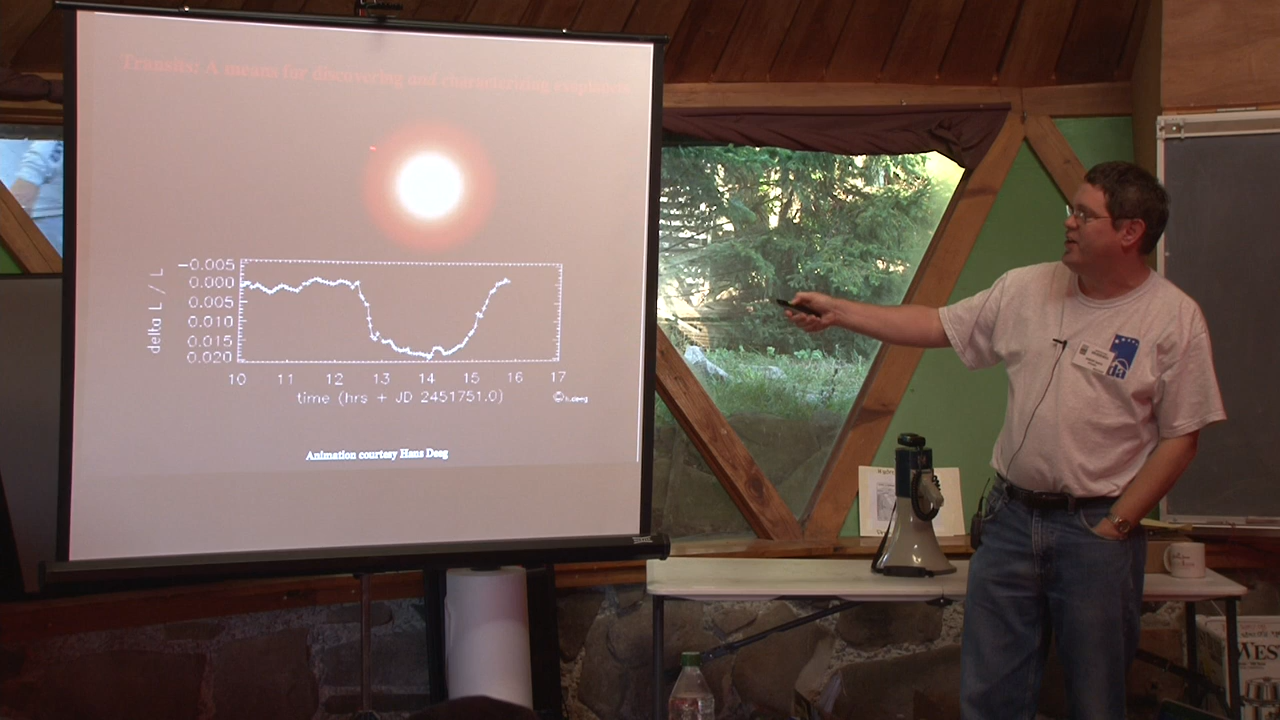 Transits: A means for discovering and characterizing exoplanets
delta L / L
-0.005
0.000
0.005
0.010
0.015
0.020
10 11 12 13 14 15 16 17
time (hrs + JD 2451751.0)
Animation courtesy Hans Deeg
WEST